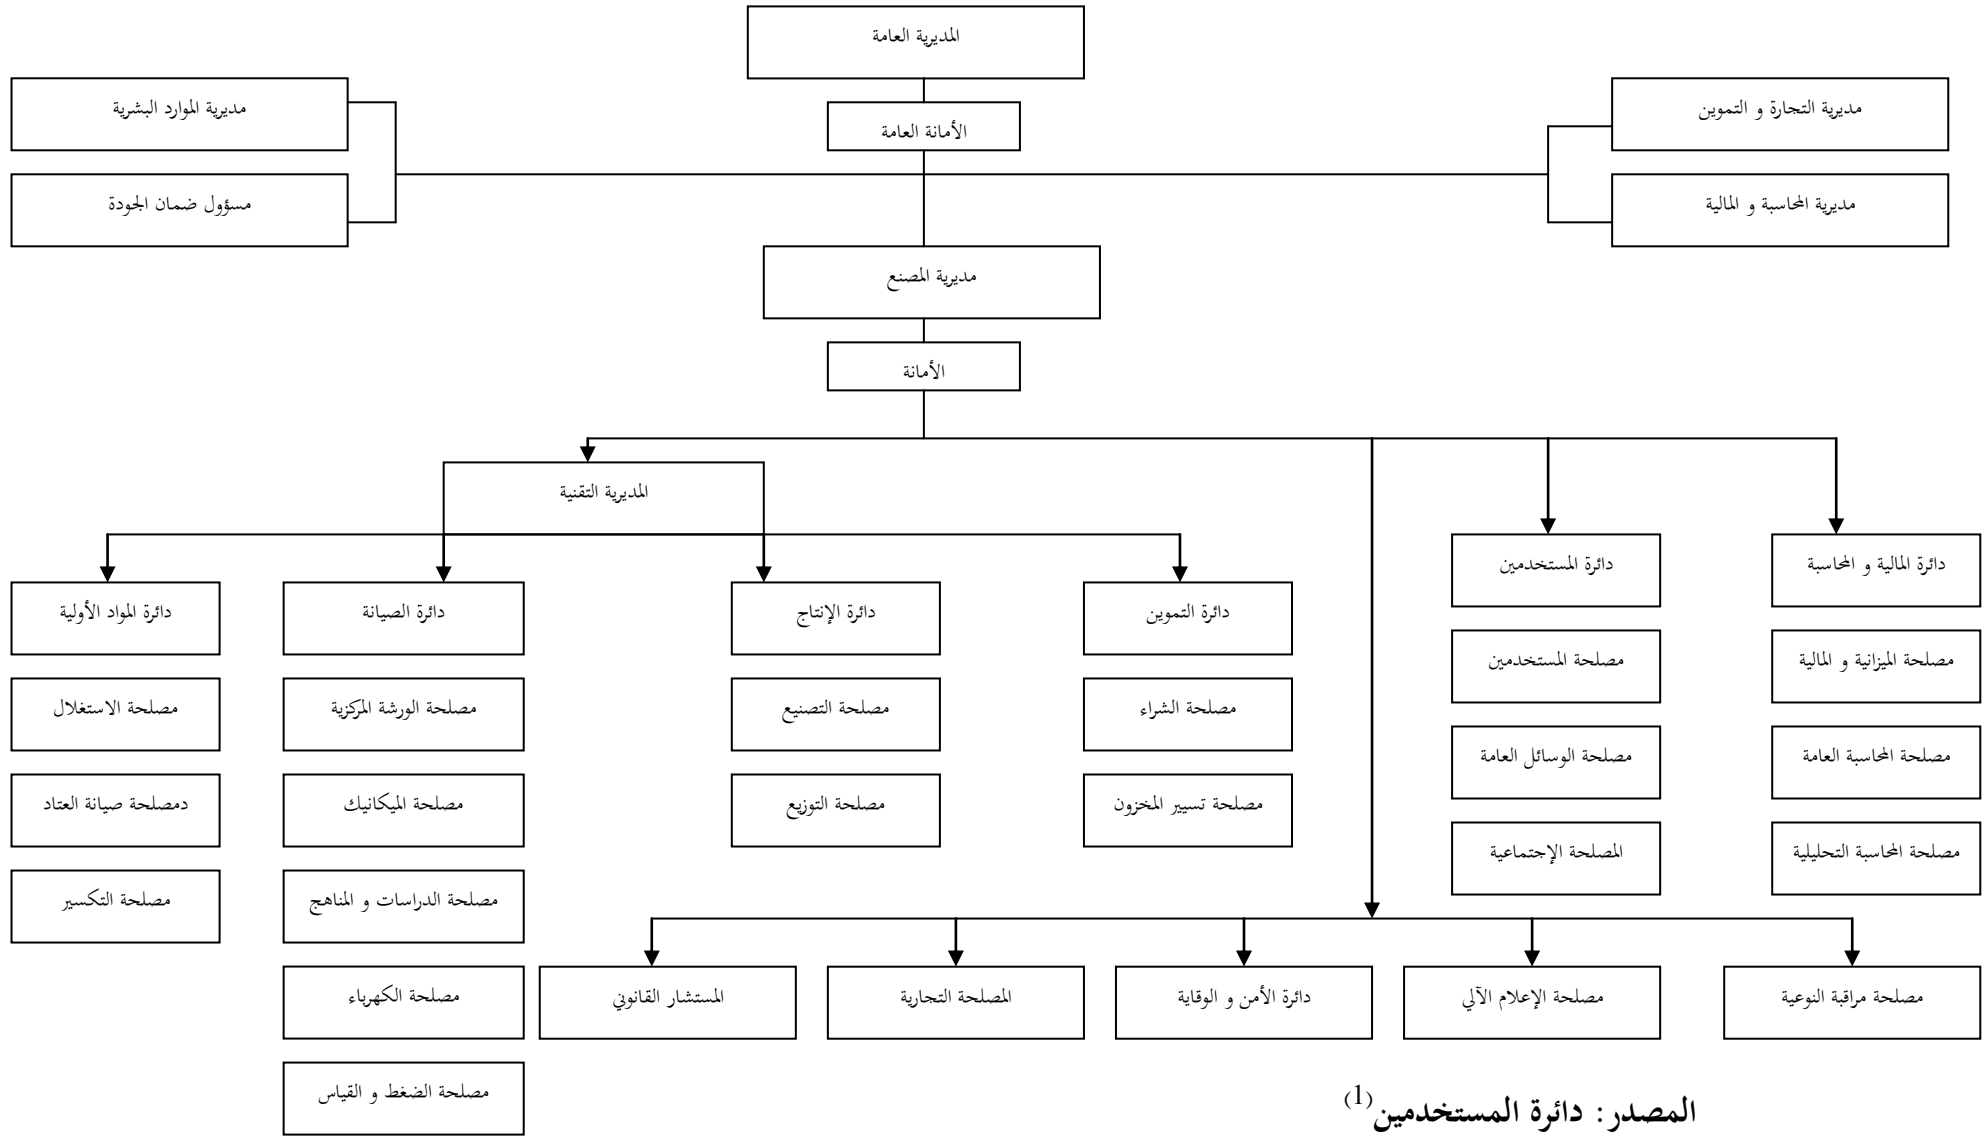 المديرية العامة
مديرية التجارة و التموين
مديرية الموارد البشرية
الأمانة العامة
مديرية المحاسبة و المالية
مسؤول ضمان الجودة
مديرية المصنع
الأمانة
المديرية التقنية
دائرة المالية و المحاسبة
دائرة المستخدمين
دائرة التموين
دائرة الإنتاج
دائرة الصيانة
دائرة المواد الأولية
مصلحة الميزانية و المالية
مصلحة المستخدمين
مصلحة الشراء
مصلحة التصنيع
مصلحة الورشة المركزية
مصلحة الاستغلال
مصلحة المحاسبة العامة
مصلحة الوسائل العامة
مصلحة تسيير المخزون
مصلحة التوزيع
مصلحة الميكانيك
دمصلحة صيانة العتاد
مصلحة المحاسبة التحليلية
المصلحة الإجتماعية
مصلحة الدراسات و المناهج
مصلحة التكسير
مصلحة مراقبة النوعية
مصلحة الإعلام الآلي
دائرة الأمن و الوقاية
المصلحة التجارية
المستشار القانوني
مصلحة الكهرباء
مصلحة الضغط و القياس
المصدر: دائرة المستخدمين(1)